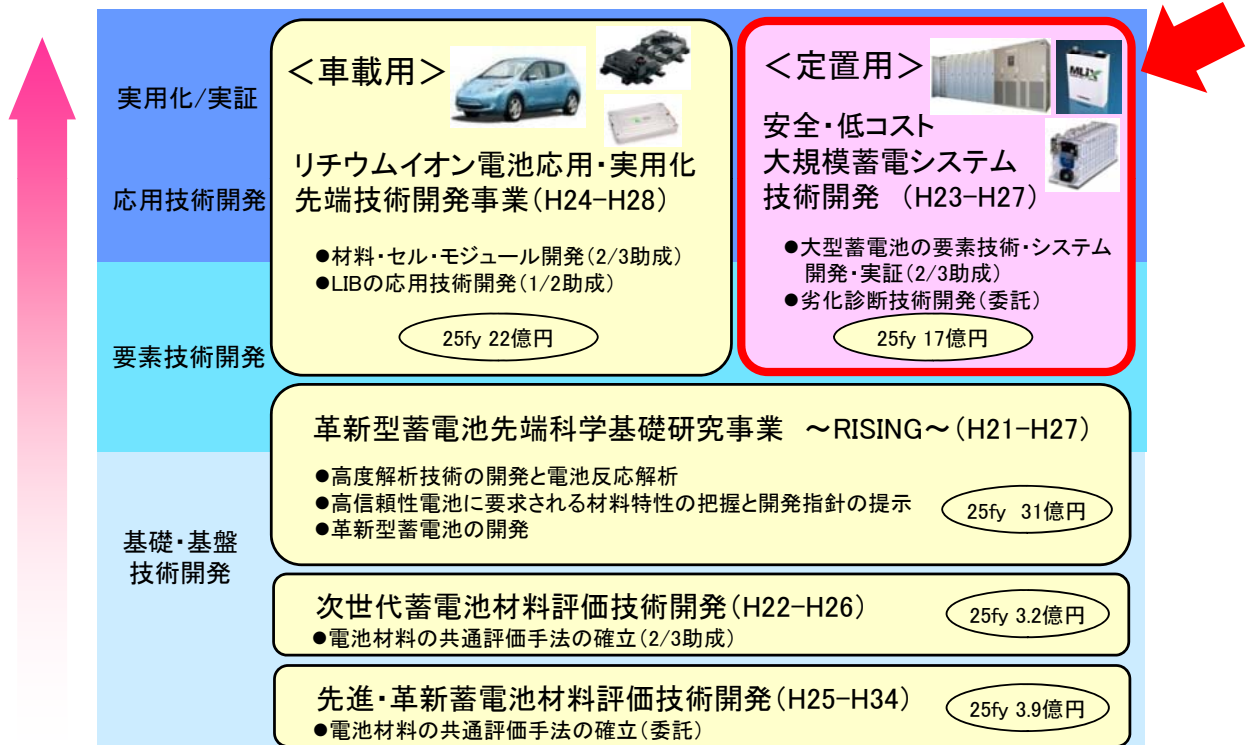 実用化/実証
応用技術開発
要素技術開発
基礎・基盤
技術開発
＜車載用＞
リチウムイオン電池応用・実用化
先端技術開発事業(H24-H28)
●材料・セル・モジュール開発(2/3助成)
●LIBの応用技術開発(1/2助成)
25fy 22億円
＜定置用＞
MLiX
安全・低コスト
大規模蓄電システム
技術開発 (H23-H27)
●大型蓄電池の要素技術・システム
開発・実証(2/3助成)
●劣化診断技術開発(委託)
25fy 17億円
革新型蓄電池先端科学基礎研究事業 ～RISING～(H21-H27)
●高度解析技術の開発と電池反応解析
●高信頼性電池に要求される材料特性の把握と開発指針の提示
●革新型蓄電池の開発
25fy 31億円
次世代蓄電池材料評価技術開発(H22-H26)
●電池材料の共通評価手法の確立(2/3助成)
25fy 3.2億円
先進・革新蓄電池材料評価技術開発(H25-H34)
●電池材料の共通評価手法の確立(委託)
25fy 3.9億円